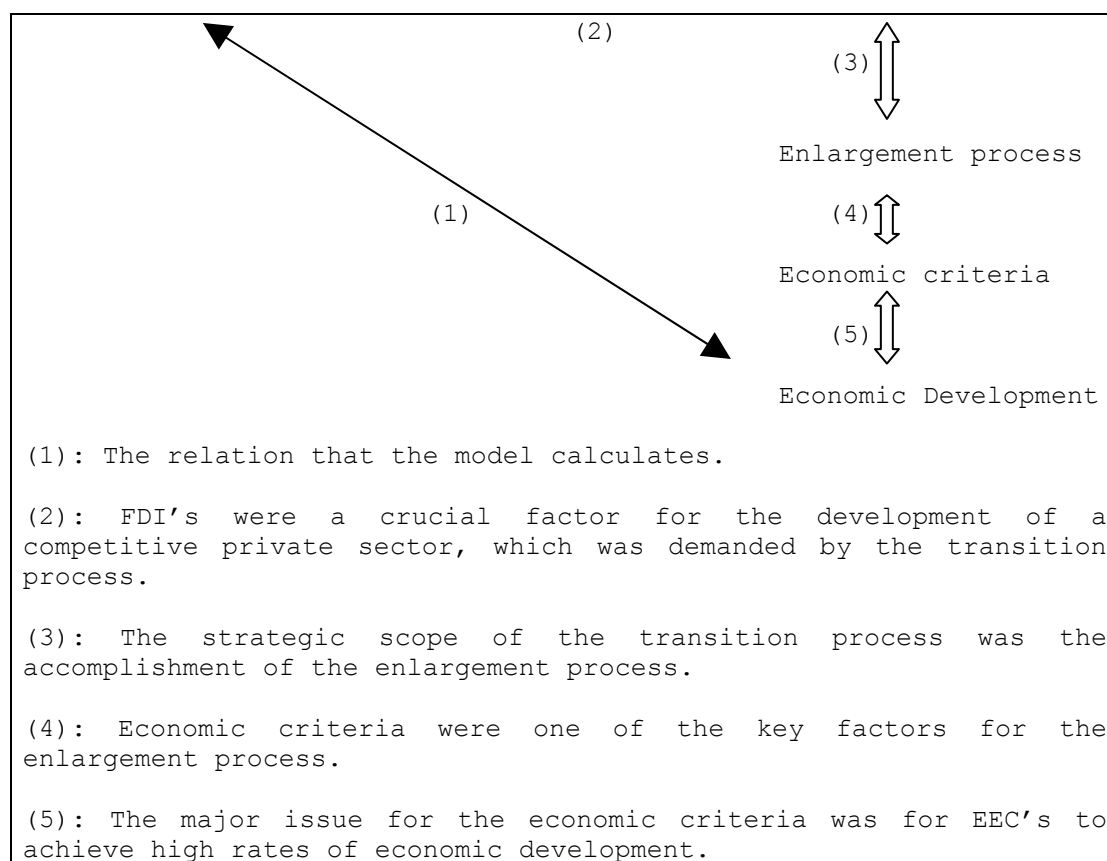 (2)
(3)
Enlargement process
(1)
(4)
Economic criteria
(5)
Economic Development
(1): The relation that the model calculates.
(2): FDI’s were a crucial factor for the development of a
competitive private sector, which was demanded by the transition
process.
(3): The strategic scope of the transition process was the
accomplishment of the enlargement process.
(4): Economic criteria were one of the key factors for the
enlargement process.
(5): The major issue for the economic criteria was for EEC’s to
achieve high rates of economic development.